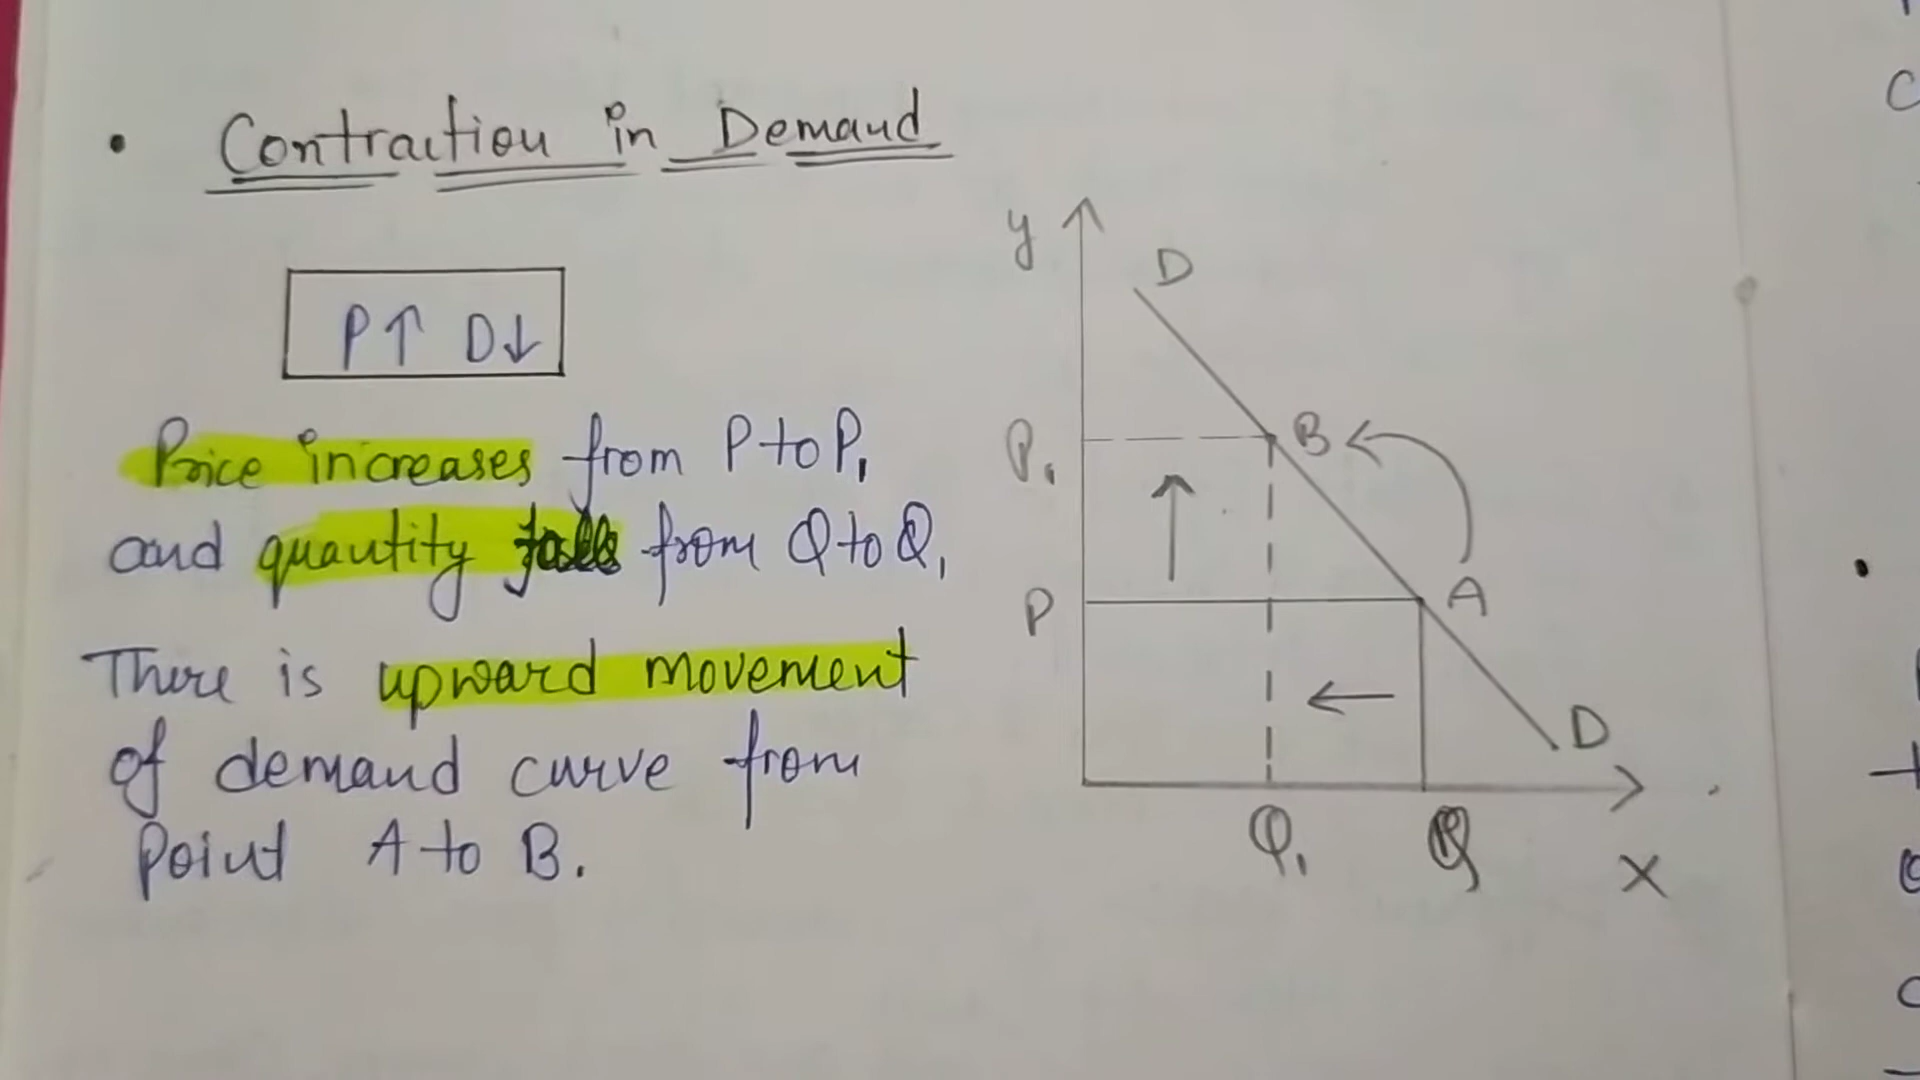 • Contraction in Demand
P↑ D↓
Price increases from P to P₁
and quantity falls from Q to Q₁
There is upward movement
of demand curve from
Point A to B.
y
D
P₁
B
P
A
D
Q₁
Q
X